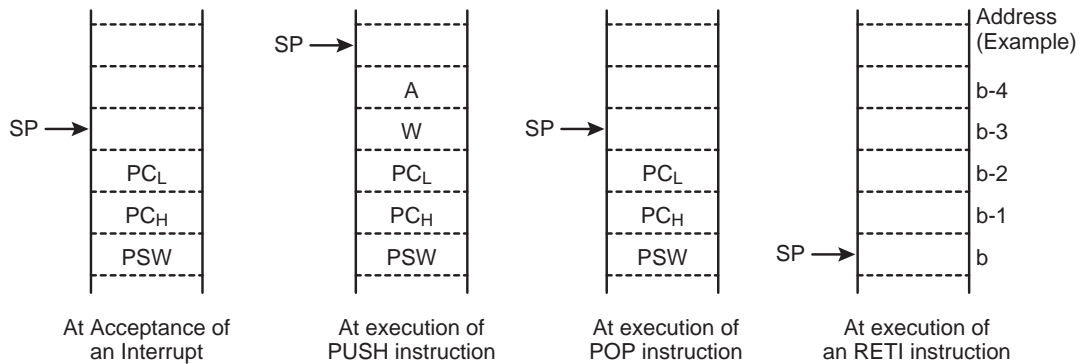 Address
(Example)
SP
A
b-4
SP
W
SP
b-3
PCL
PCL
PCL
b-2
PCH
PCH
PCH
b-1
PSW
PSW
PSW
SP
b
At Acceptance of
an Interrupt
At execution of
PUSH instruction
At execution of
POP instruction
At execution of
an RETI instruction